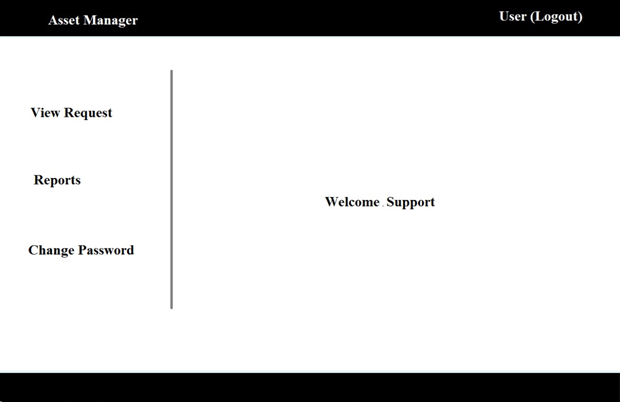 Asset Manager
User (Logout)
View Request
Reports
Change Password
Welcome Support